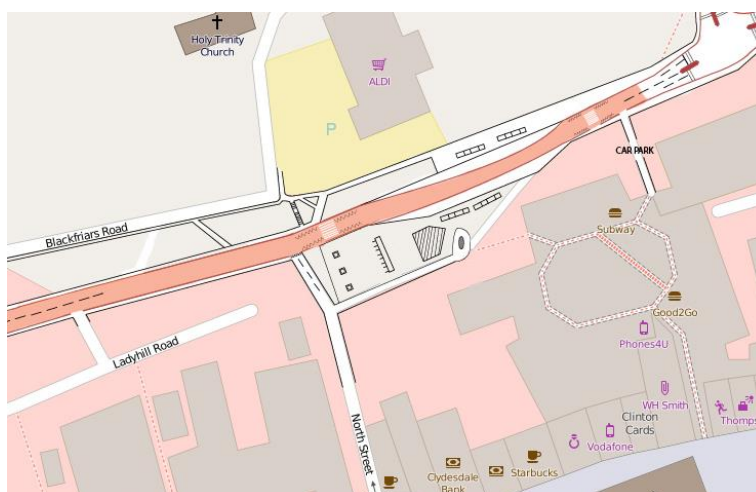 Holy Trinity
Church
ALDI
P
CAR PARK
Blackfriars Road
Subway
Good2Go
Ladyhill Road
Phones4U
WH Smith
Clinton
Cards
Thomps
North Street
Vodafone
Starbucks
Clydesdale
Bank